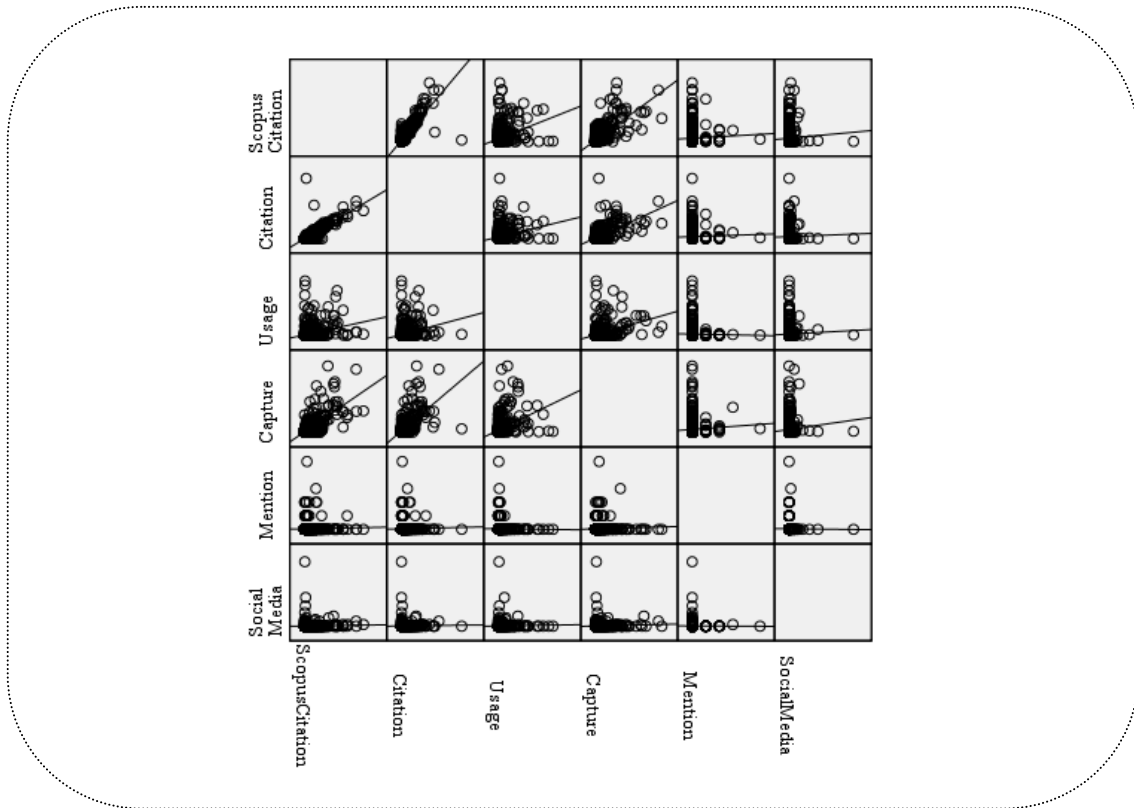 Scopus
Citation
Citation
Usage
Capture
Mention
Social
Media
ScopusCitation
Citation
Usage
Capture
Mention
SocialMedia